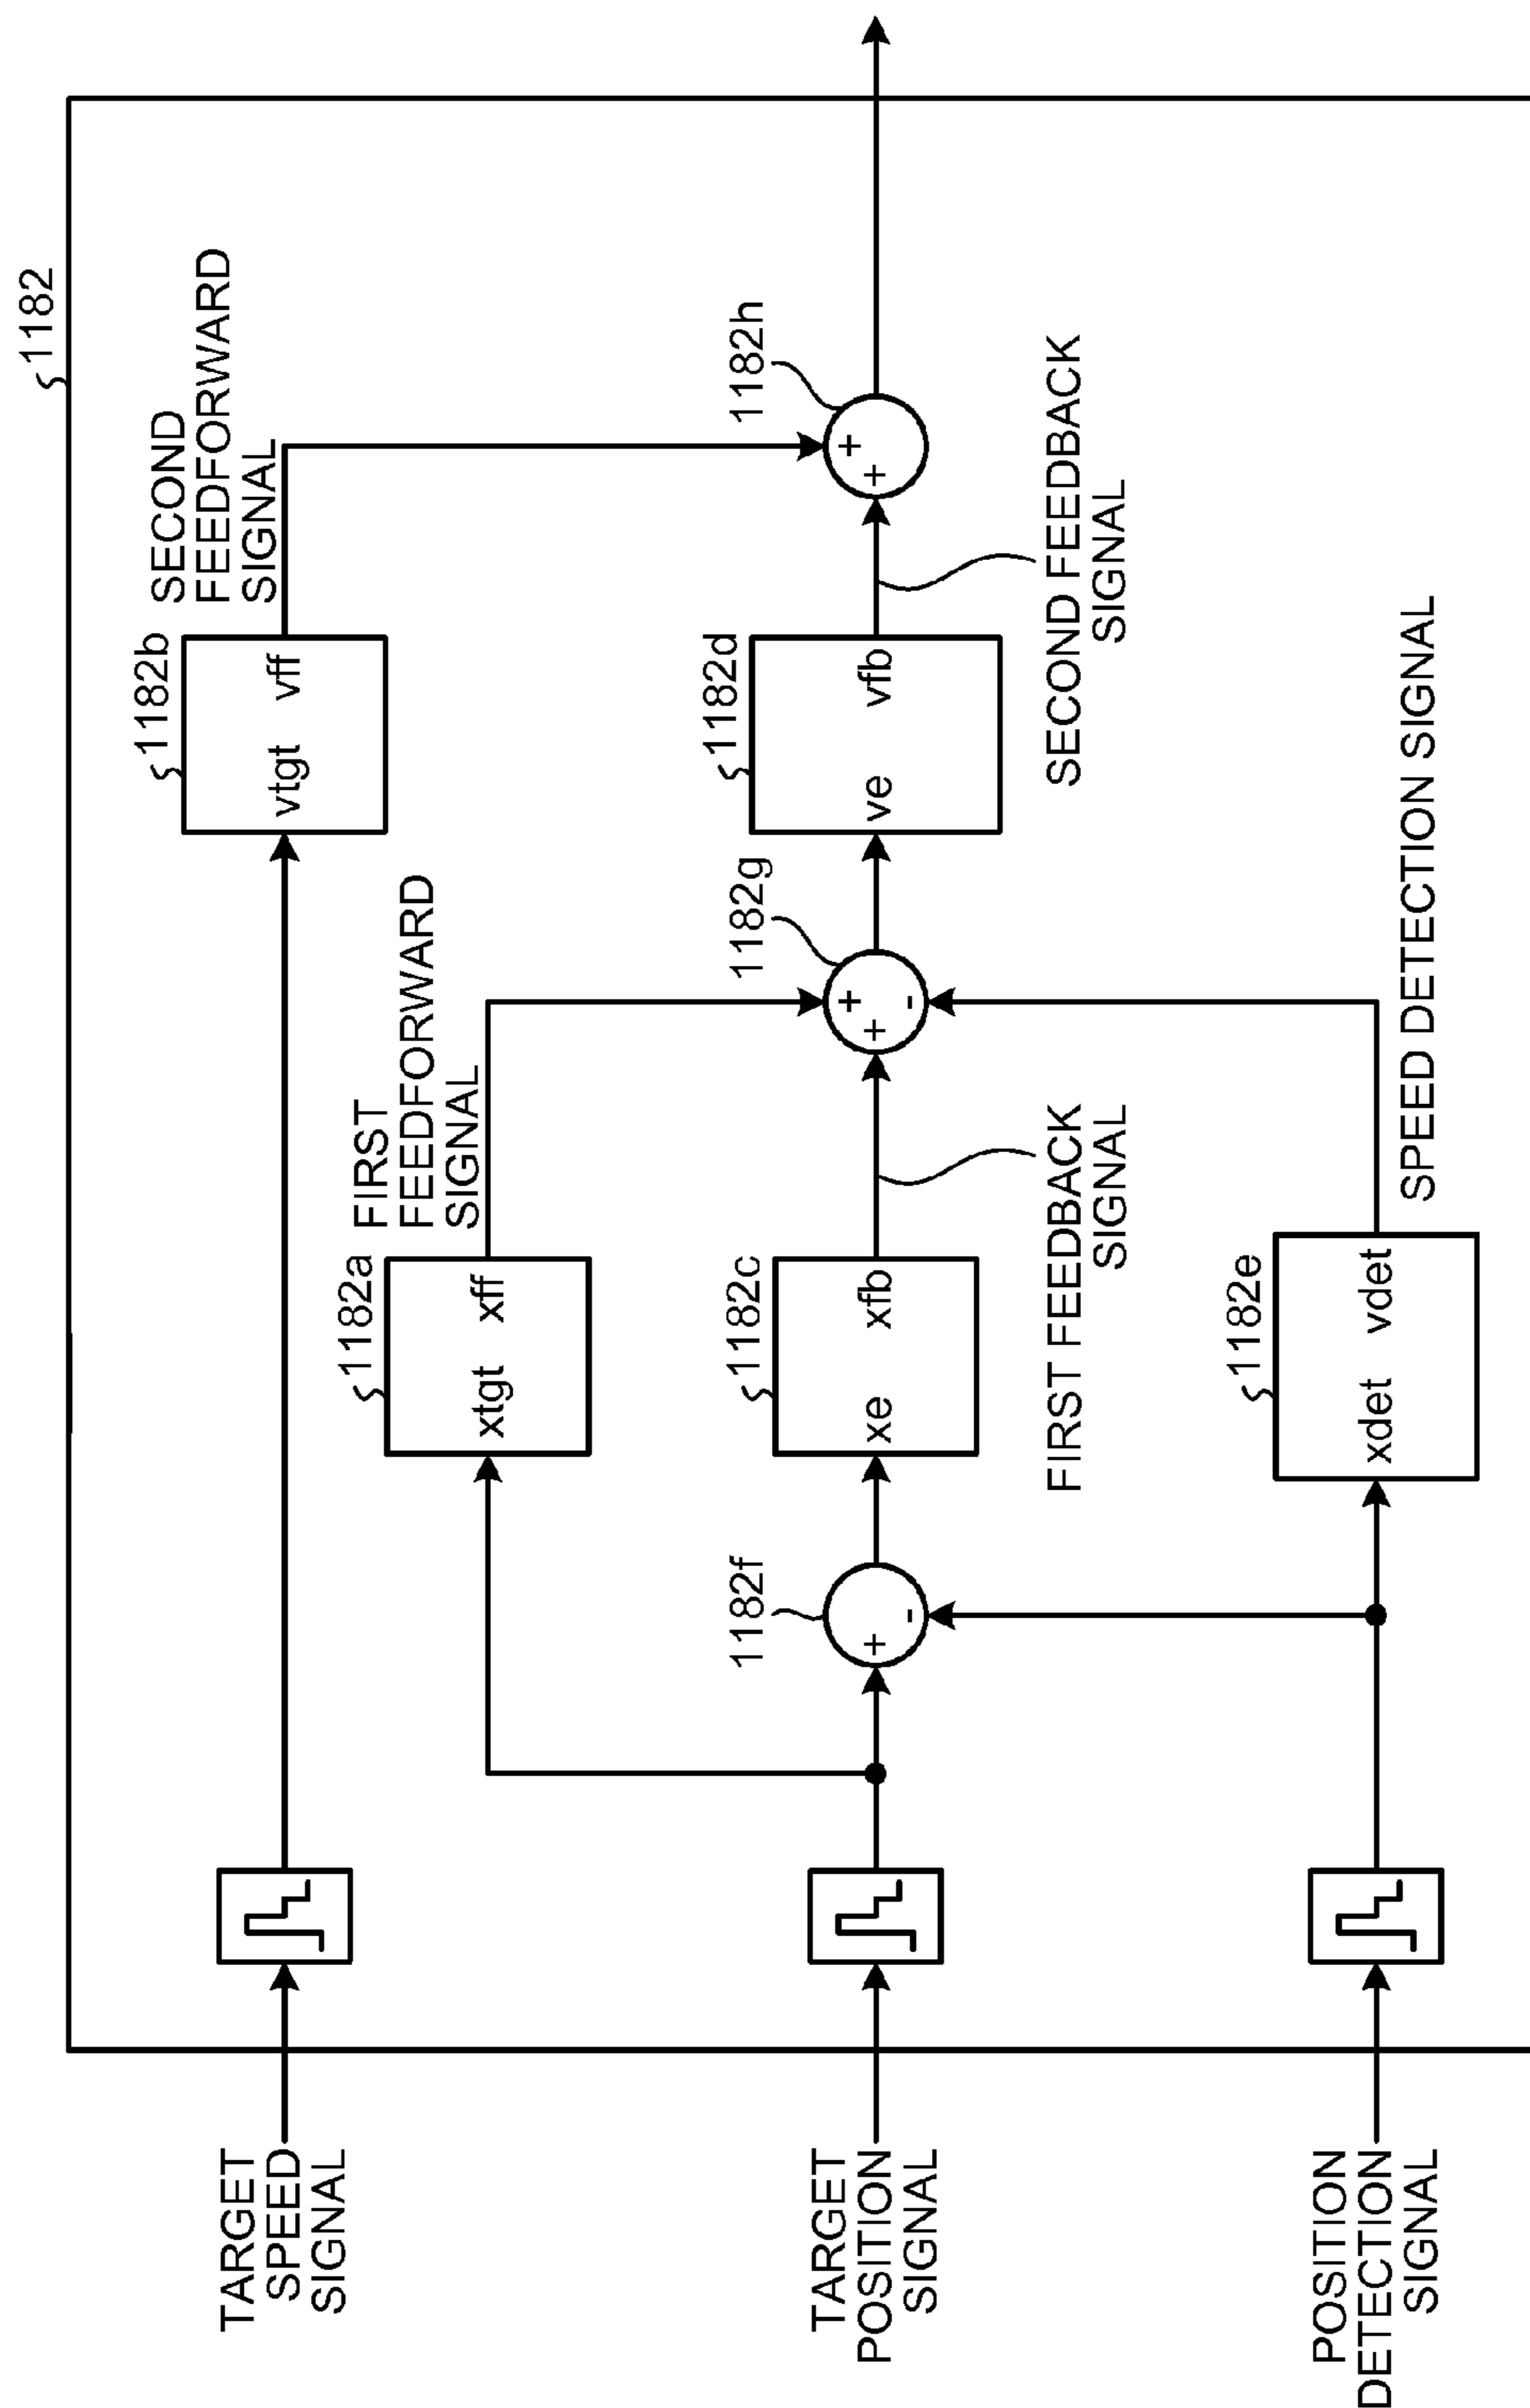 1182
TARGET
SPEED
SIGNAL
1182b
vtgt vff
SECOND
FEEDFORWARD
SIGNAL
1182a
xtgt xff
FIRST
FEEDFORWARD
SIGNAL
TARGET
POSITION
SIGNAL
1182f
+
-
1182c
xe xfb
FIRST FEEDBACK
SIGNAL
1182g
+
+
-
1182d
ve vfb
SECOND FEEDBACK
SIGNAL
1182h
+
+
POSITION
DETECTION
SIGNAL
1182e
xdet vdet
SPEED DETECTION SIGNAL